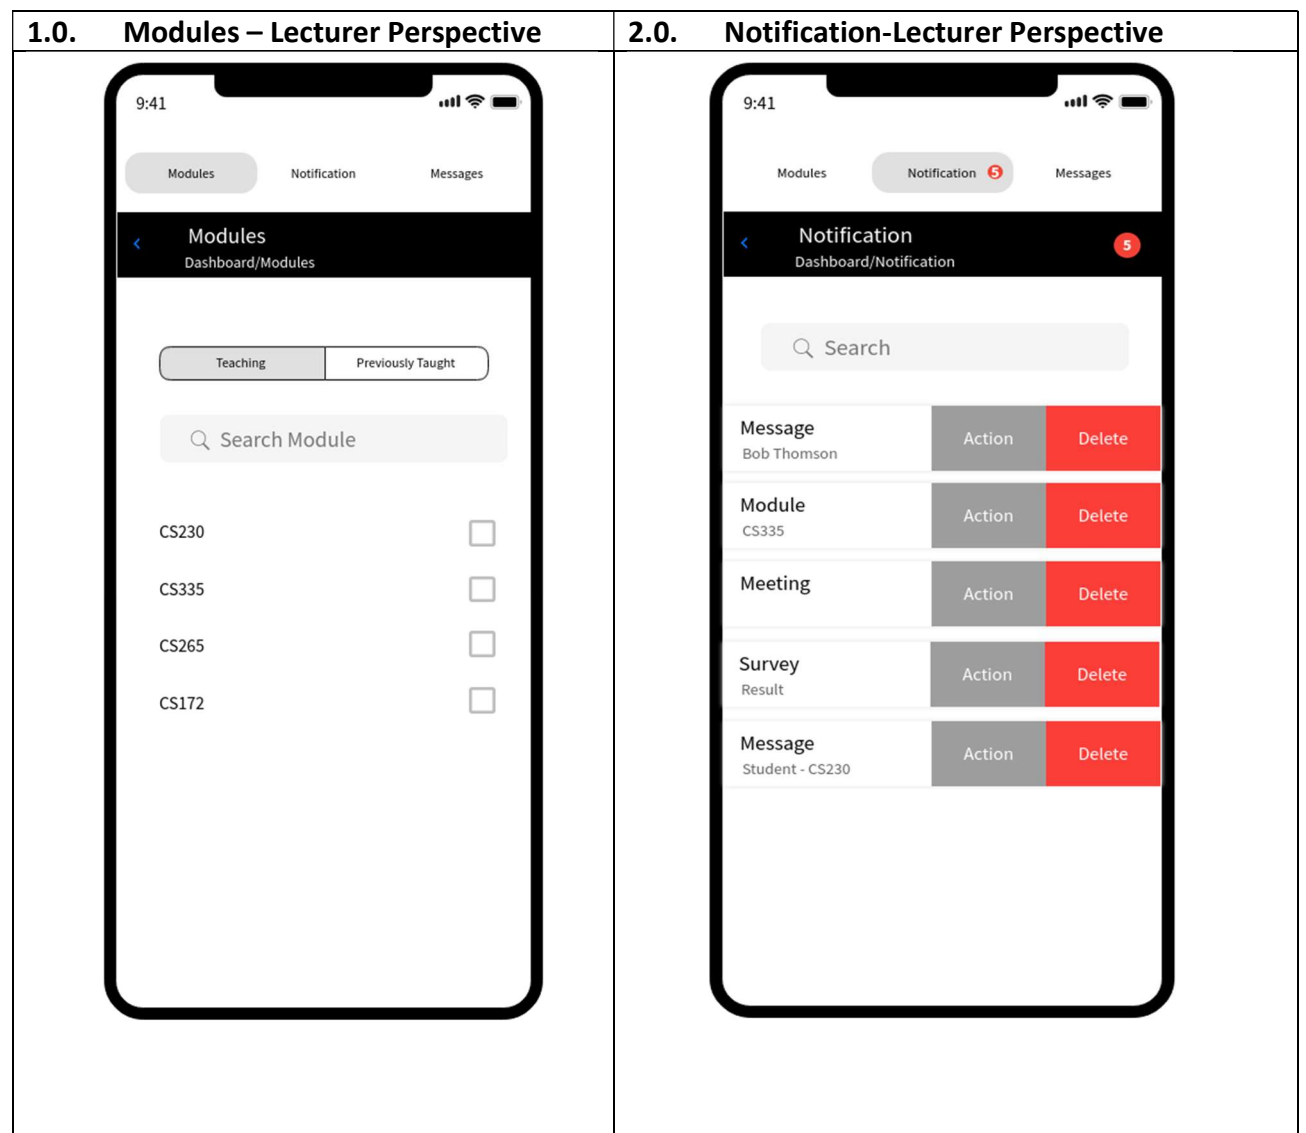 1.0. Modules – Lecturer Perspective
9:41
Modules Notification Messages
Modules
Dashboard/Modules
Teaching Previously Taught
Search Module
CS230
CS335
CS265
CS172
2.0. Notification-Lecturer Perspective
9:41
Modules Notification 5 Messages
Notification
Dashboard/Notification
5
Search
Message
Bob Thomson
Action Delete
Module
CS335
Action Delete
Meeting
Action Delete
Survey
Result
Action Delete
Message
Student - CS230
Action Delete